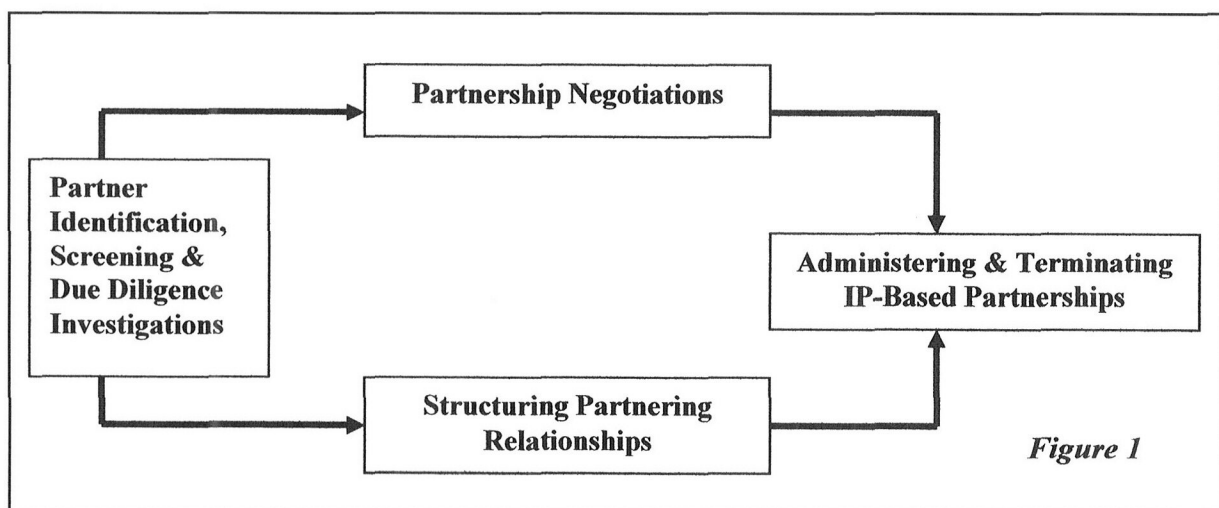 Partnership Negotiations
Partner
Identification,
Screening &
Due Diligence
Investigations
Administering & Terminating
IP-Based Partnerships
Structuring Partnering
Relationships
Figure 1